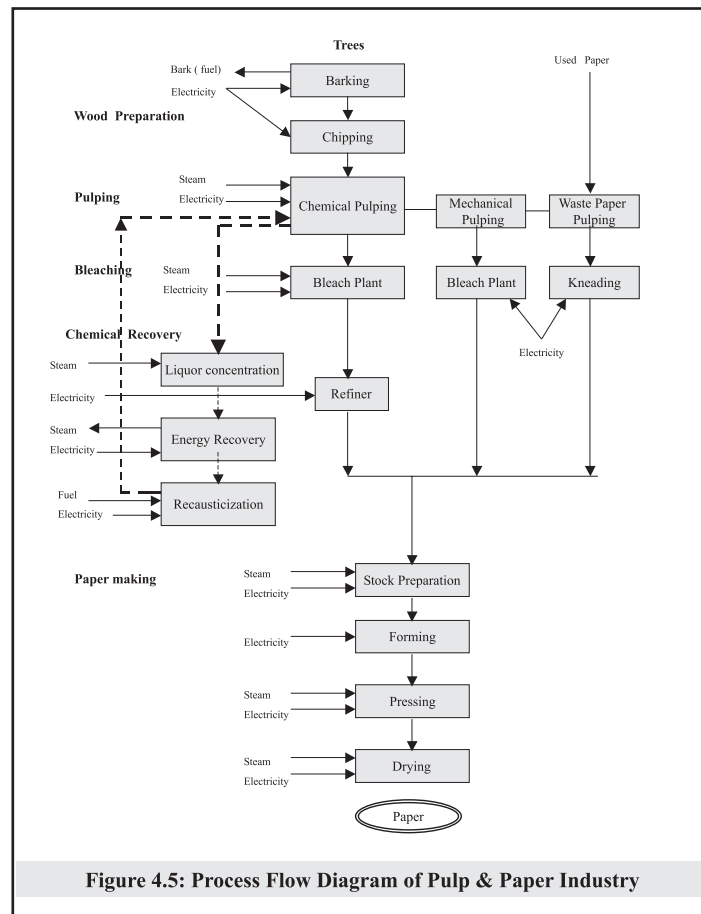 Trees
Bark ( fuel)
Used Paper
Barking
Electricity
Wood Preparation
Chipping
Steam
Pulping
Electricity
Chemical Pulping
Mechanical
Pulping
Waste Paper
Pulping
Bleaching
Steam
Electricity
Bleach Plant
Bleach Plant
Kneading
Chemical Recovery
Electricity
Steam
Liquor concentration
Electricity
Refiner
Steam
Energy Recovery
Electricity
Fuel
Recausticization
Electricity
Paper making
Steam
Stock Preparation
Electricity
Forming
Electricity
Steam
Pressing
Electricity
Steam
Drying
Electricity
Paper
Figure 4.5: Process Flow Diagram of Pulp & Paper Industry